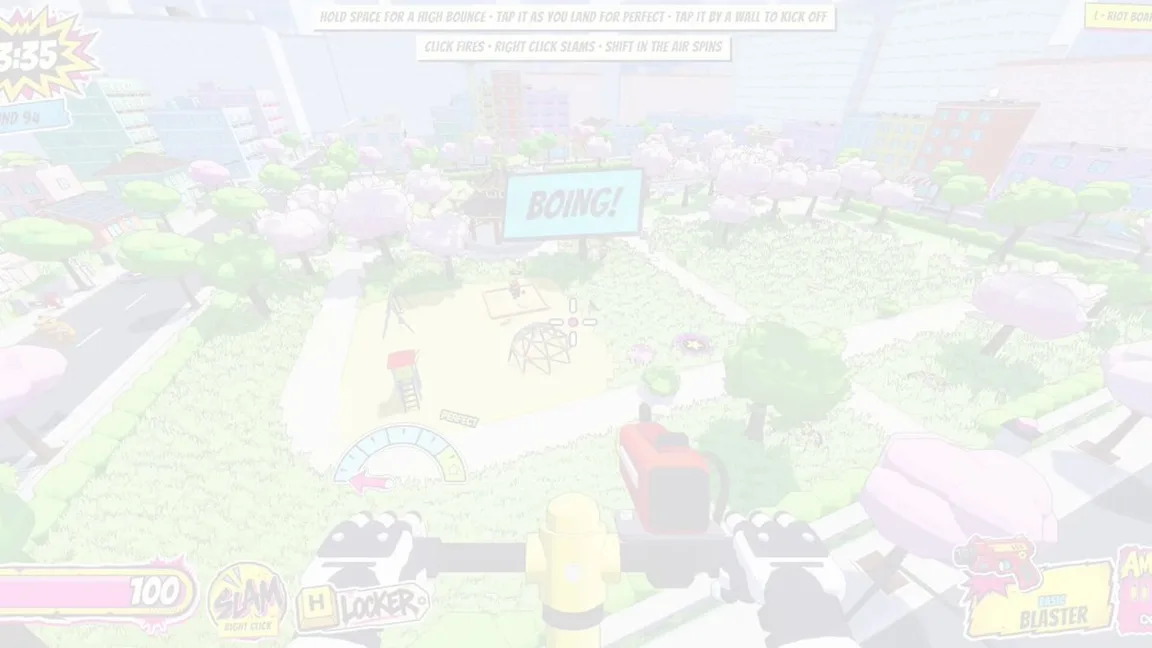 HOLD SPACE FOR A HIGH BOUNCE • TAP IT AS YOU LAND FOR PERFECT • TAP IT BY A WALL TO KICK OFF
CLICK FIRES • RIGHT CLICK SLAMS • SHIFT IN THE AIR SPINS
3:35
94
BOING!
PERFECT
100
SLAM
RIGHT CLICK
H LOCKER
BASIC
BLASTER